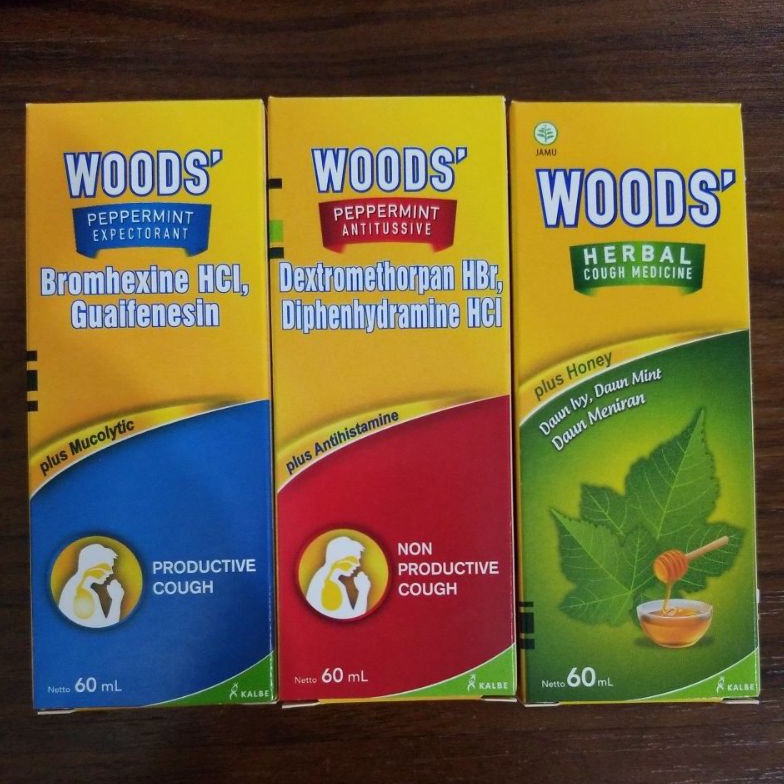 WOODS'
PEPPERMINT
EXPECTORANT
Bromhexine HCl,
Guaifenesin
plus Mucolytic
PRODUCTIVE
COUGH
Netto 60 mL
KALBE
WOODS'
PEPPERMINT
ANTITUSSIVE
Dextromethorpan HBr,
Diphenhydramine HCl
plus Antihistamine
NON
PRODUCTIVE
COUGH
Netto 60 mL
KALBE
JAMU
WOODS'
HERBAL
COUGH MEDICINE
plus Honey
Daun Ivy, Daun Mint
Daun Meniran
Netto 60 mL
KALBE